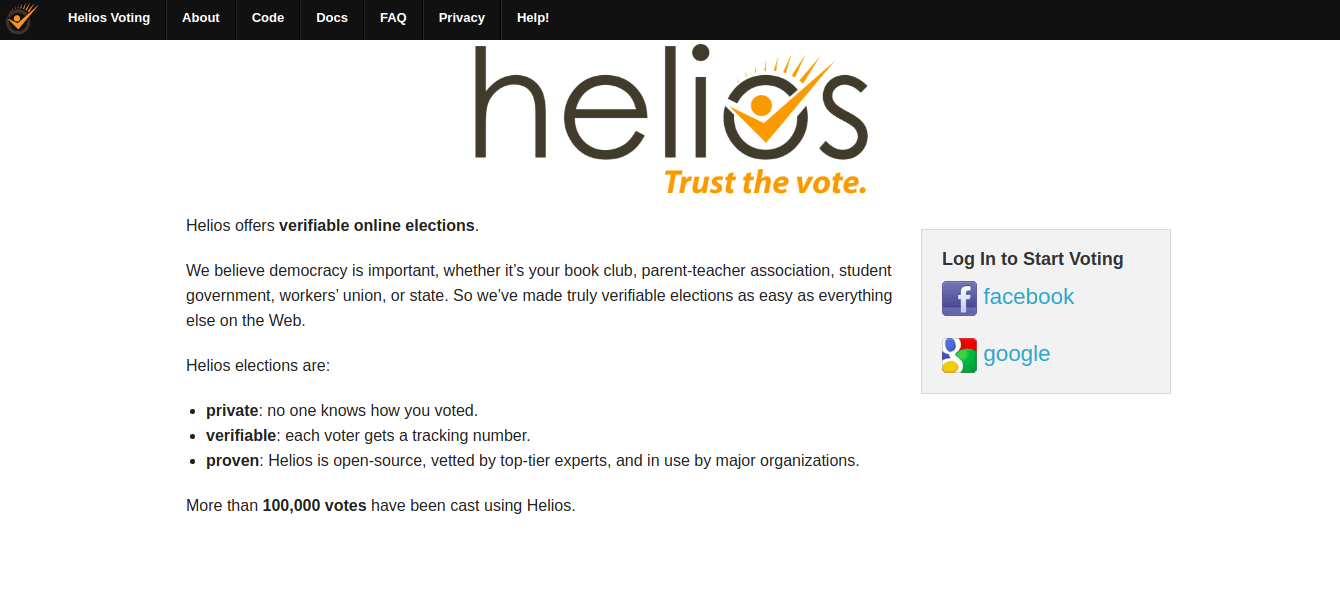 Helios Voting About Code Docs FAQ Privacy Help!
helios
Trust the vote.
Helios offers verifiable online elections.
We believe democracy is important, whether it’s your book club, parent-teacher association, student
government, workers’ union, or state. So we’ve made truly verifiable elections as easy as everything
else on the Web.
Helios elections are:
• private: no one knows how you voted.
• verifiable: each voter gets a tracking number.
• proven: Helios is open-source, vetted by top-tier experts, and in use by major organizations.
More than 100,000 votes have been cast using Helios.
Log In to Start Voting
f facebook
g google